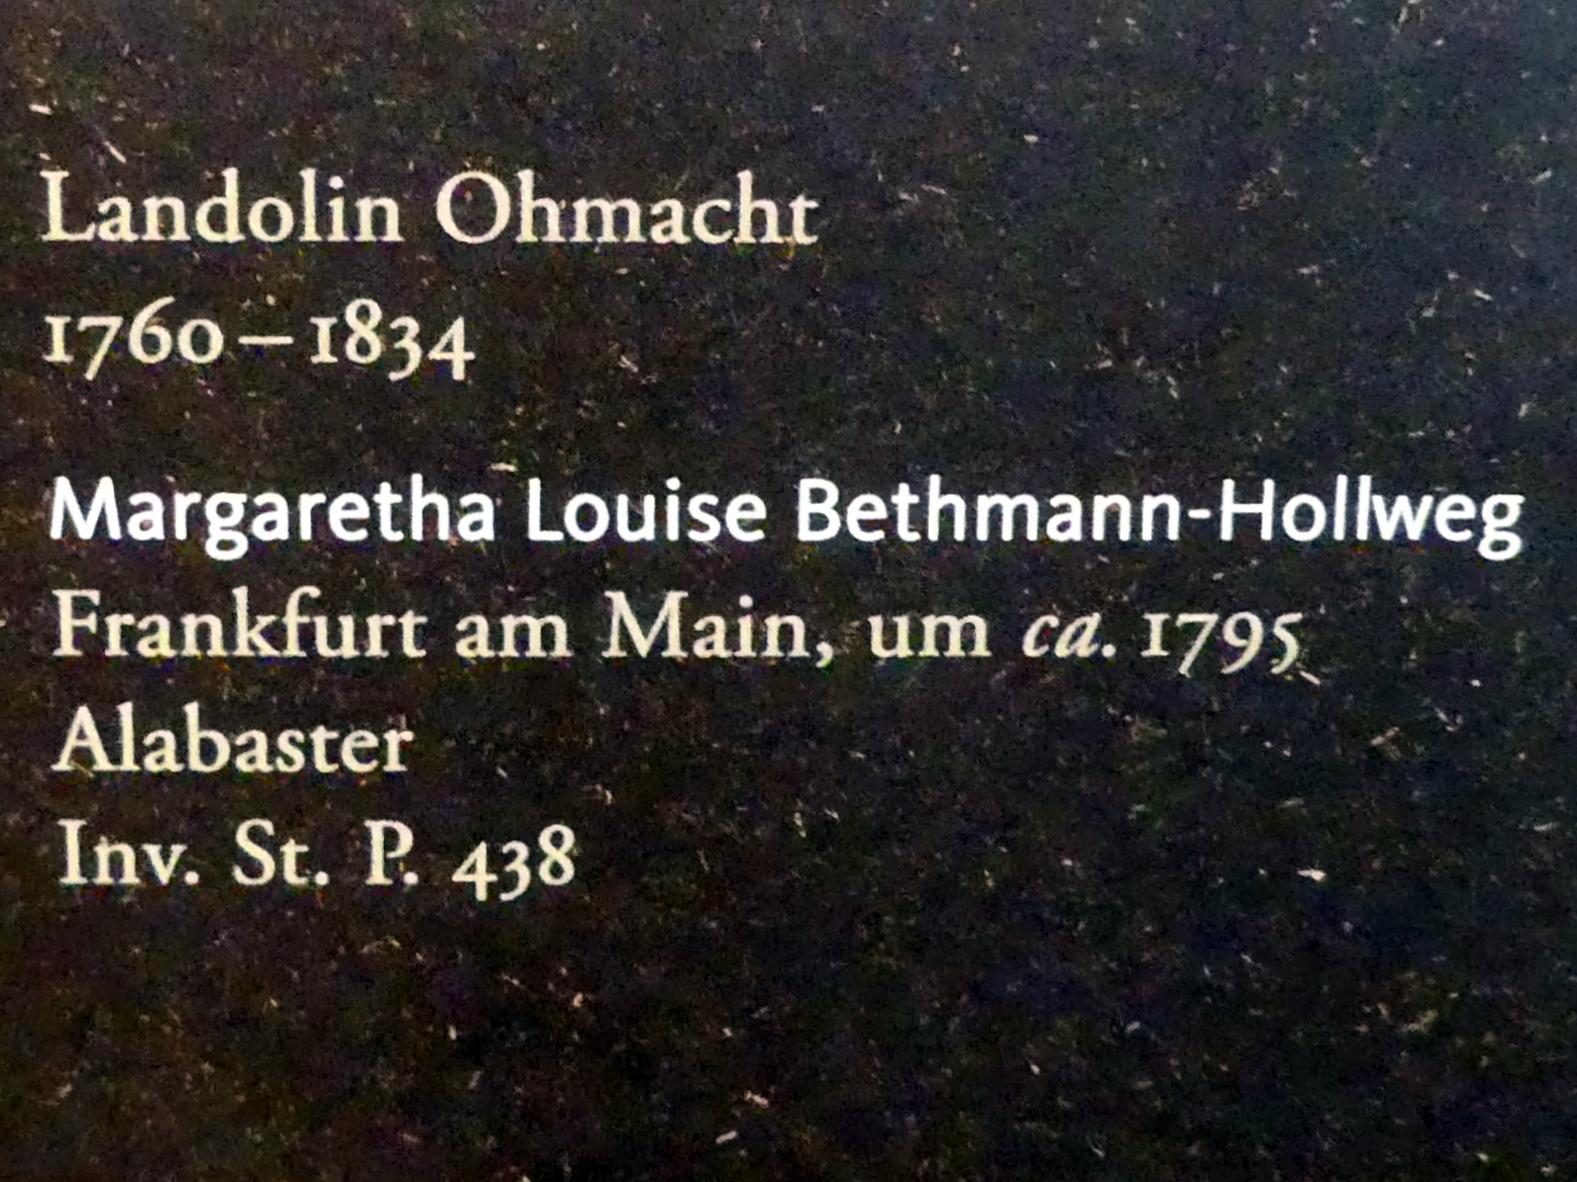 Landolin Ohmacht
1760–1834
Margaretha Louise Bethmann-Hollweg
Frankfurt am Main, um ca. 1795
Alabaster
Inv. St. P. 438